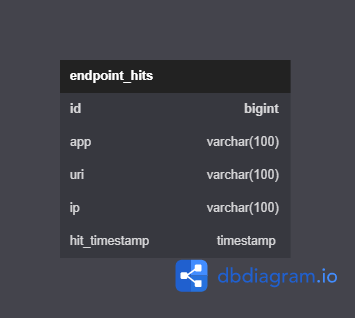 endpoint_hits
id bigint
app varchar(100)
uri varchar(100)
ip varchar(100)
hit_timestamp timestamp
dbdiagram.io